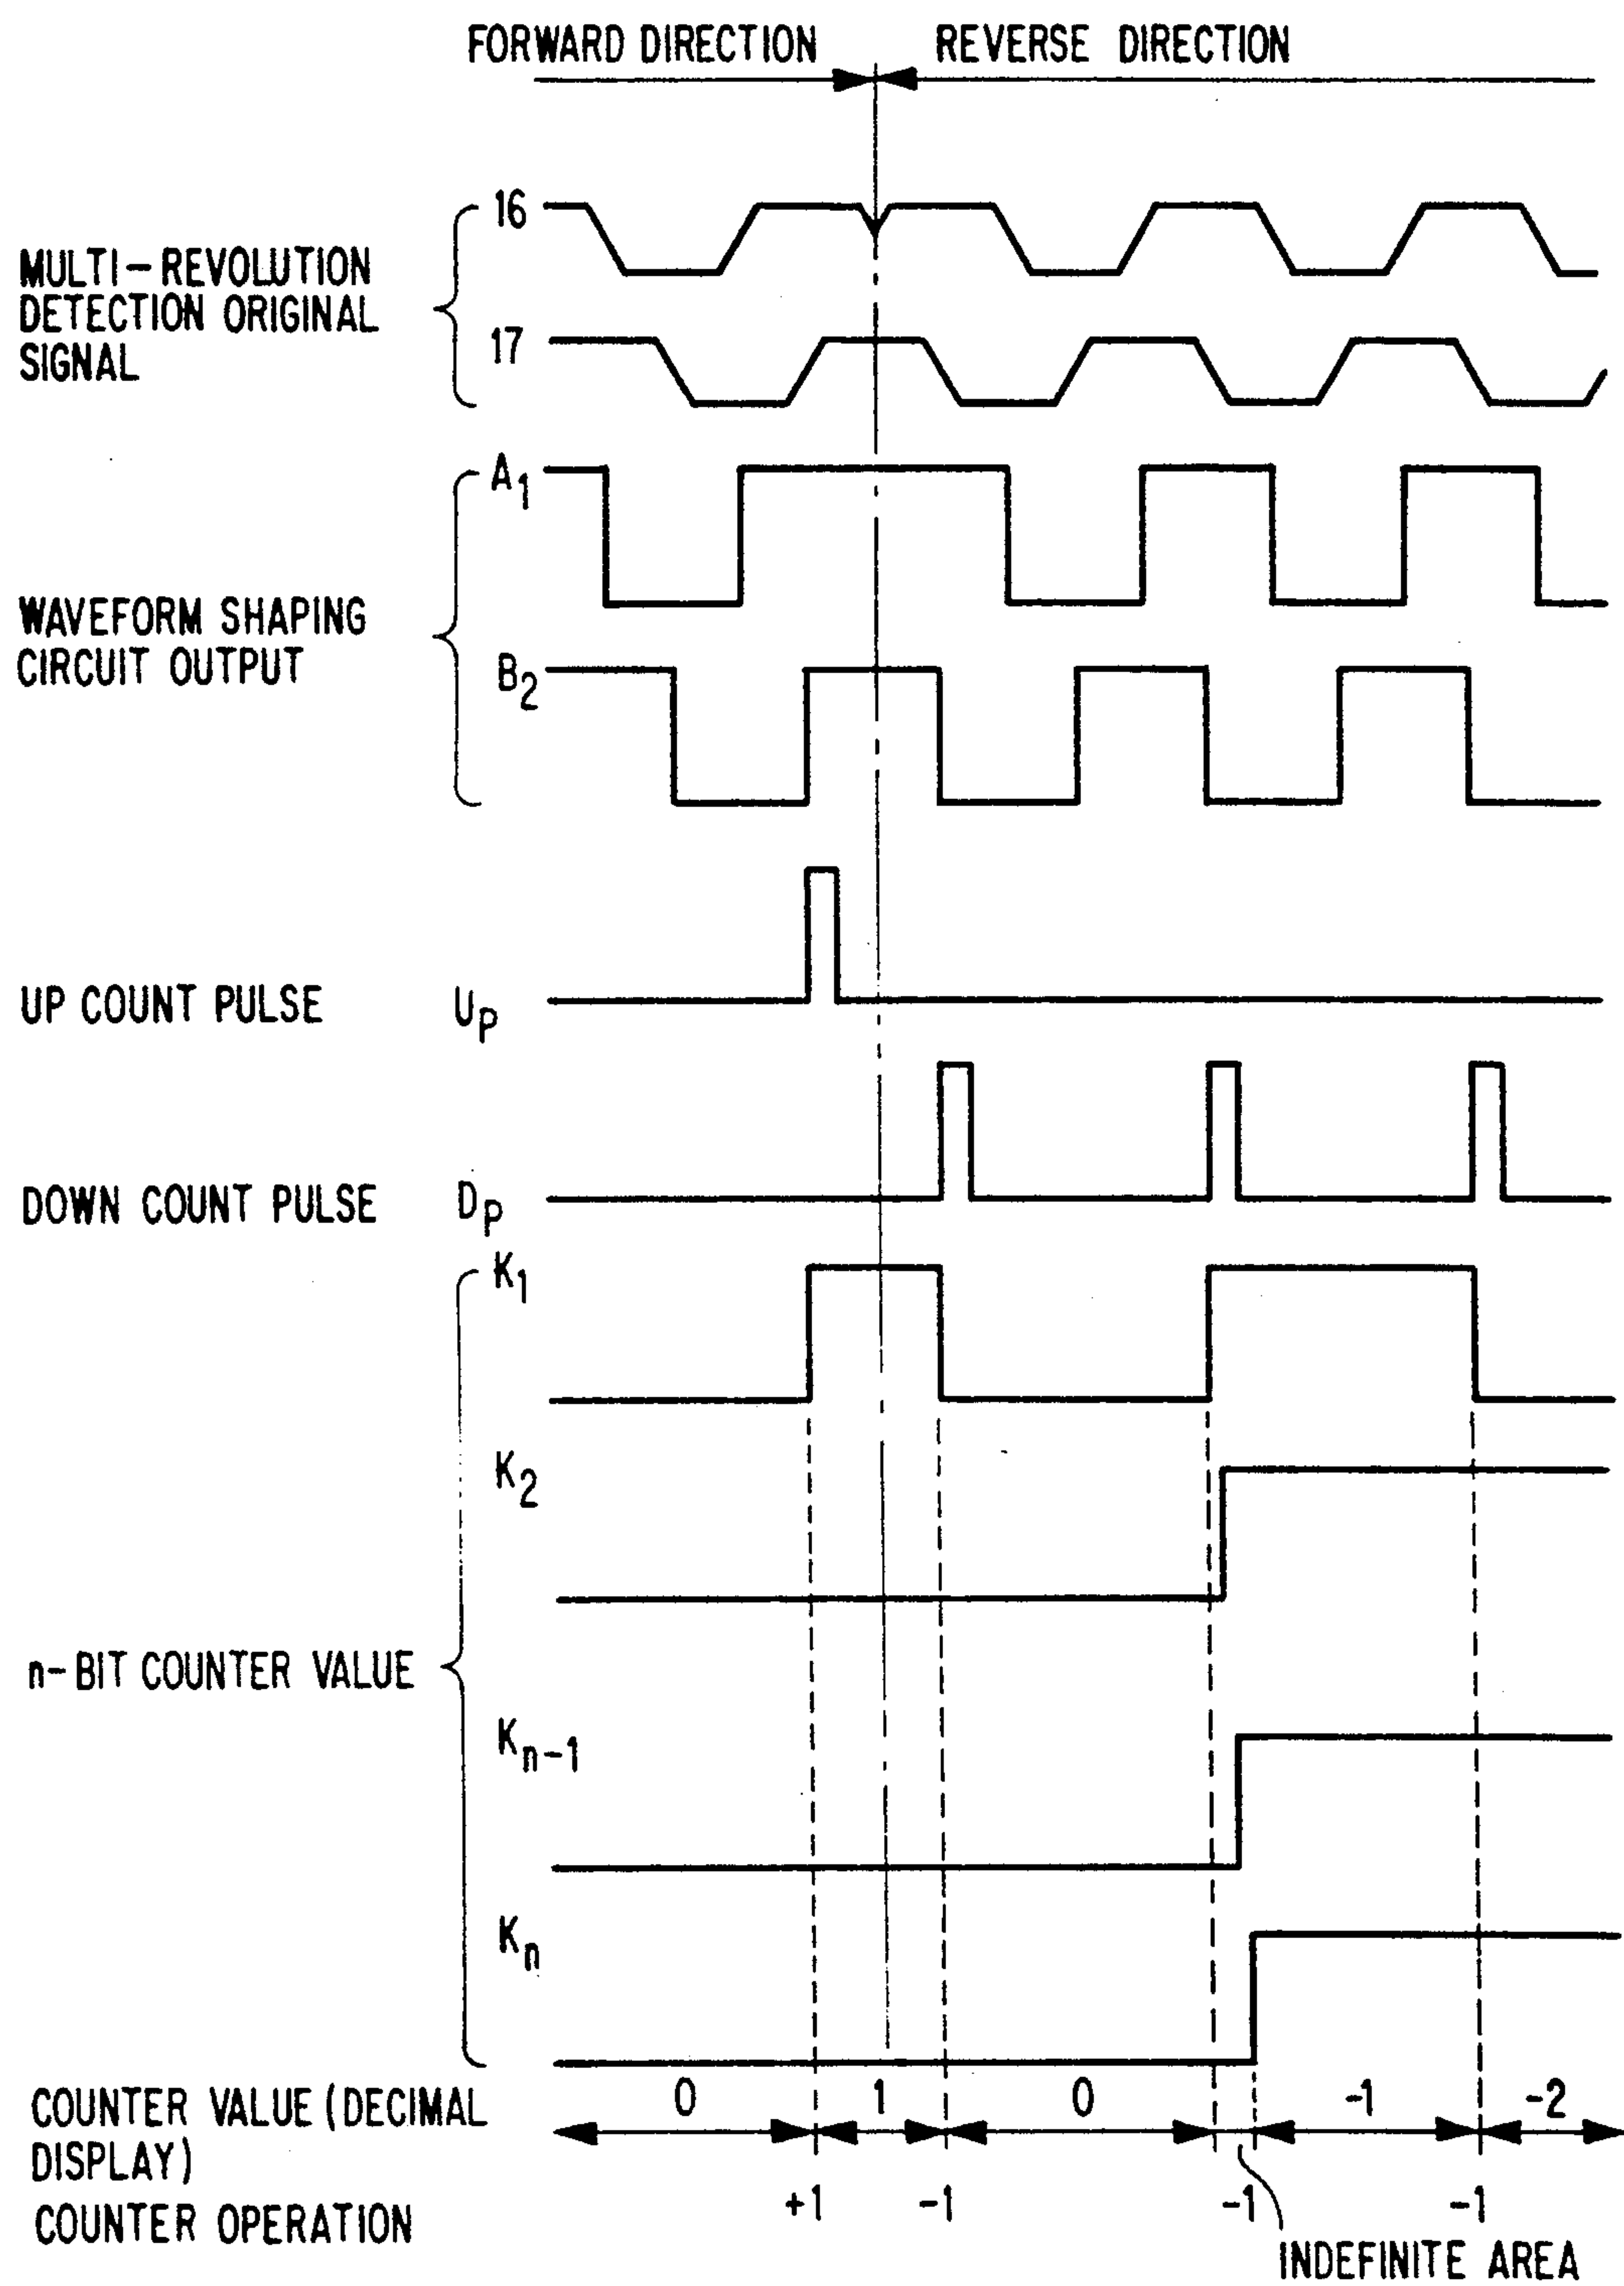 FORWARD DIRECTION REVERSE DIRECTION
16
MULTI-REVOLUTION
DETECTION ORIGINAL
SIGNAL
17
A1
WAVEFORM SHAPING
CIRCUIT OUTPUT
B2
UP COUNT PULSE UP
DOWN COUNT PULSE DP
K1
K2
n-BIT COUNTER VALUE
Kn-1
Kn
COUNTER VALUE (DECIMAL
DISPLAY)
0 1 0 -1 -2
COUNTER OPERATION
+1 -1 -1 -1
INDEFINITE AREA